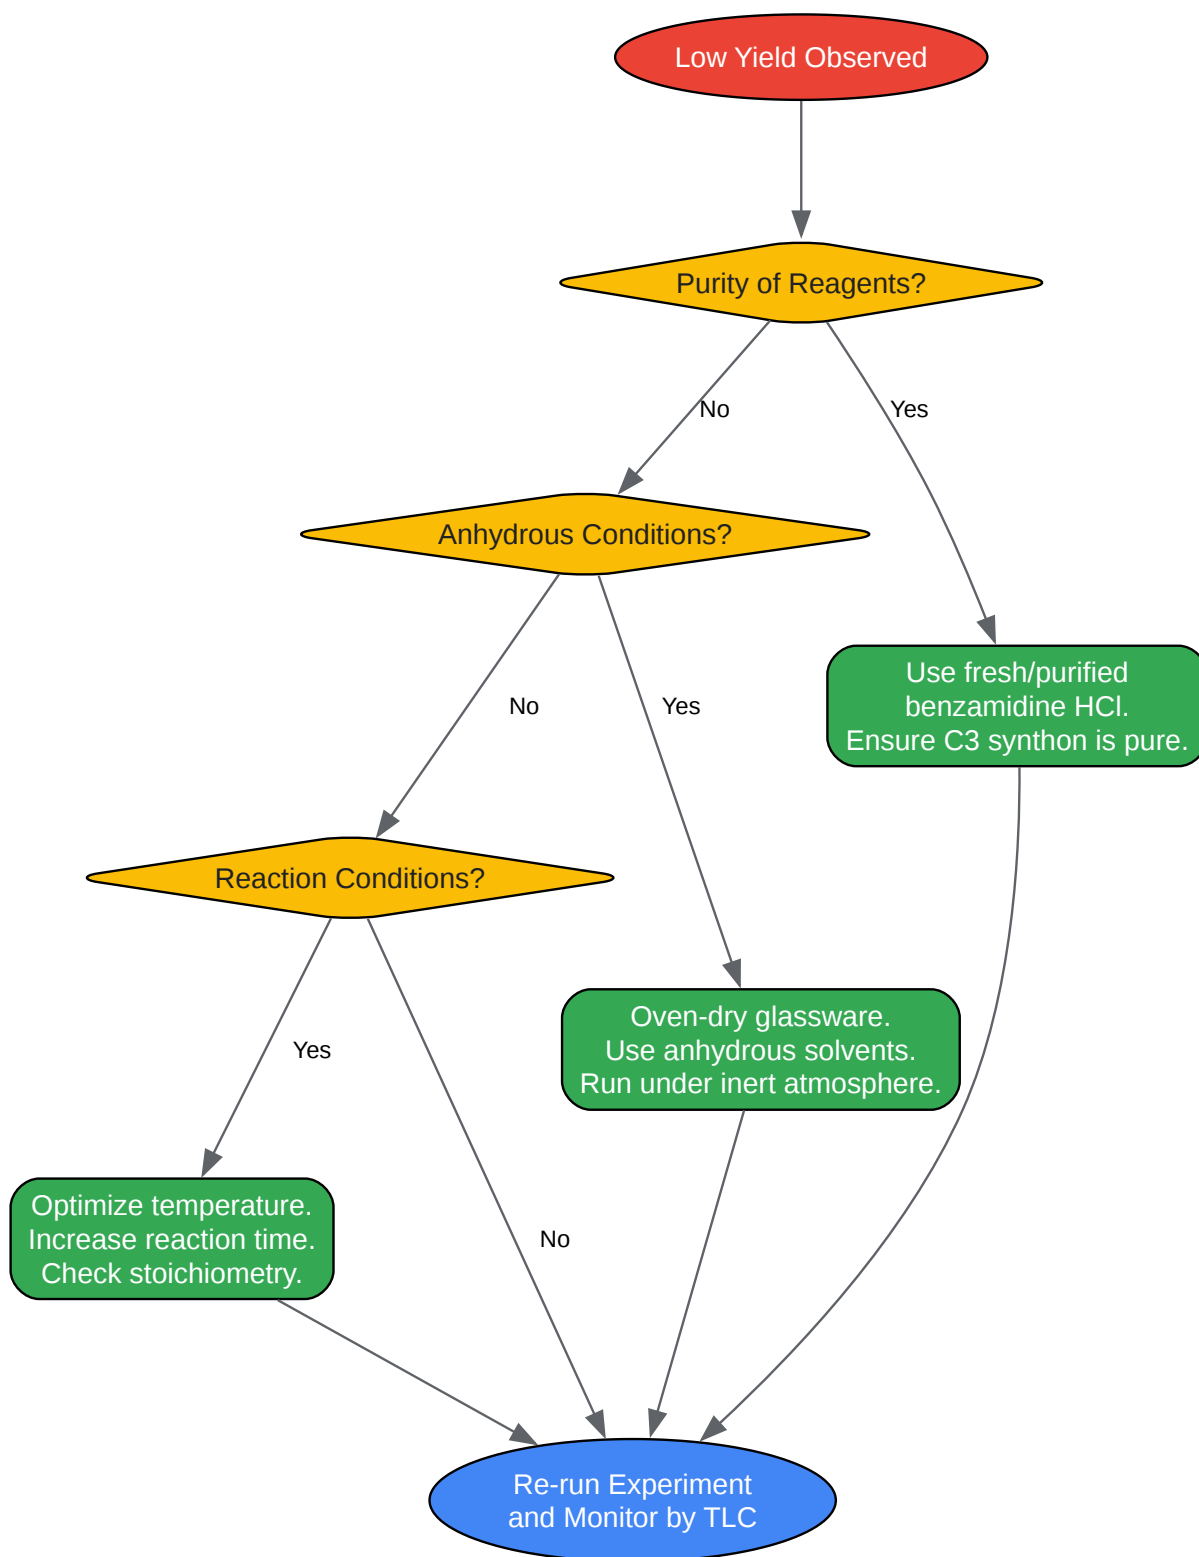 Low Yield Observed
Purity of Reagents?
No
Yes
Anhydrous Conditions?
Use fresh/purified
benzamidine HCl.
Ensure C3 synthon is pure.
No
Yes
Reaction Conditions?
Oven-dry glassware.
Use anhydrous solvents.
Run under inert atmosphere.
Yes
Optimize temperature.
Increase reaction time.
Check stoichiometry.
No
Re-run Experiment
and Monitor by TLC